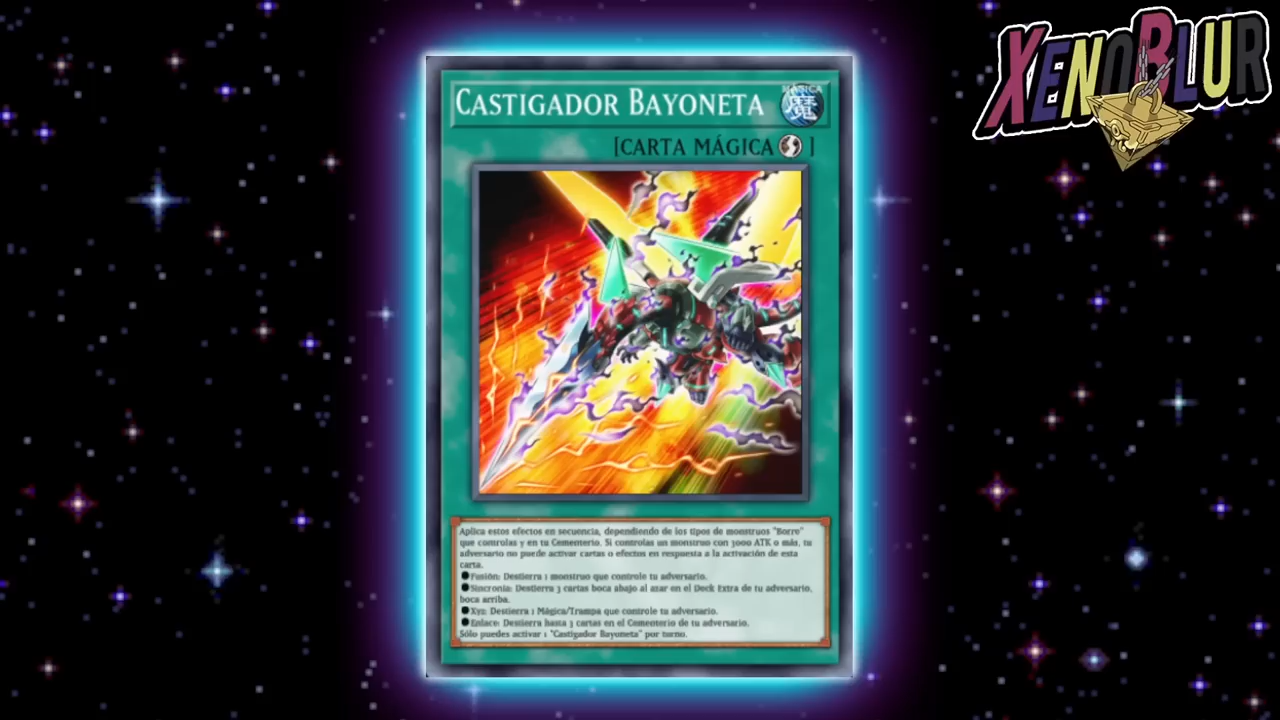 XENOBLUR
CASTIGADOR BAYONETA
MÁGICA
魔
[CARTA MÁGICA ]
Aplica estos efectos en secuencia, dependiendo de los tipos de monstruos "Borre"
que controlas y en tu Cementerio. Si controlas un monstruo con 3000 ATK o más, tu
adversario no puede activar cartas o efectos en respuesta a la activación de esta
carta.
●Fusión: Destierra 1 monstruo que controle tu adversario.
●Sincronía: Destierra 3 cartas boca abajo al azar en el Deck Extra de tu adversario,
boca arriba.
●Xyz: Destierra 1 Mágica/Trampa que controle tu adversario.
●Enlace: Destierra hasta 3 cartas en el Cementerio de tu adversario.
Sólo puedes activar 1 "Castigador Bayoneta" por turno.